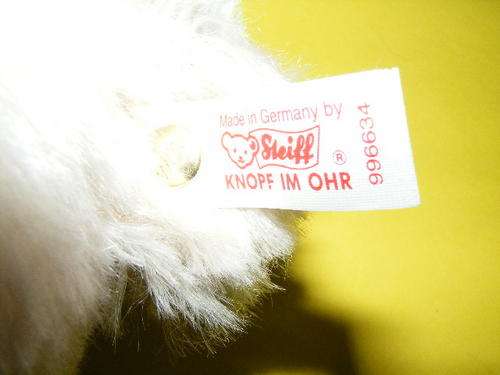 Made in Germany by
Steiff ®
KNOPF IM OHR
996634